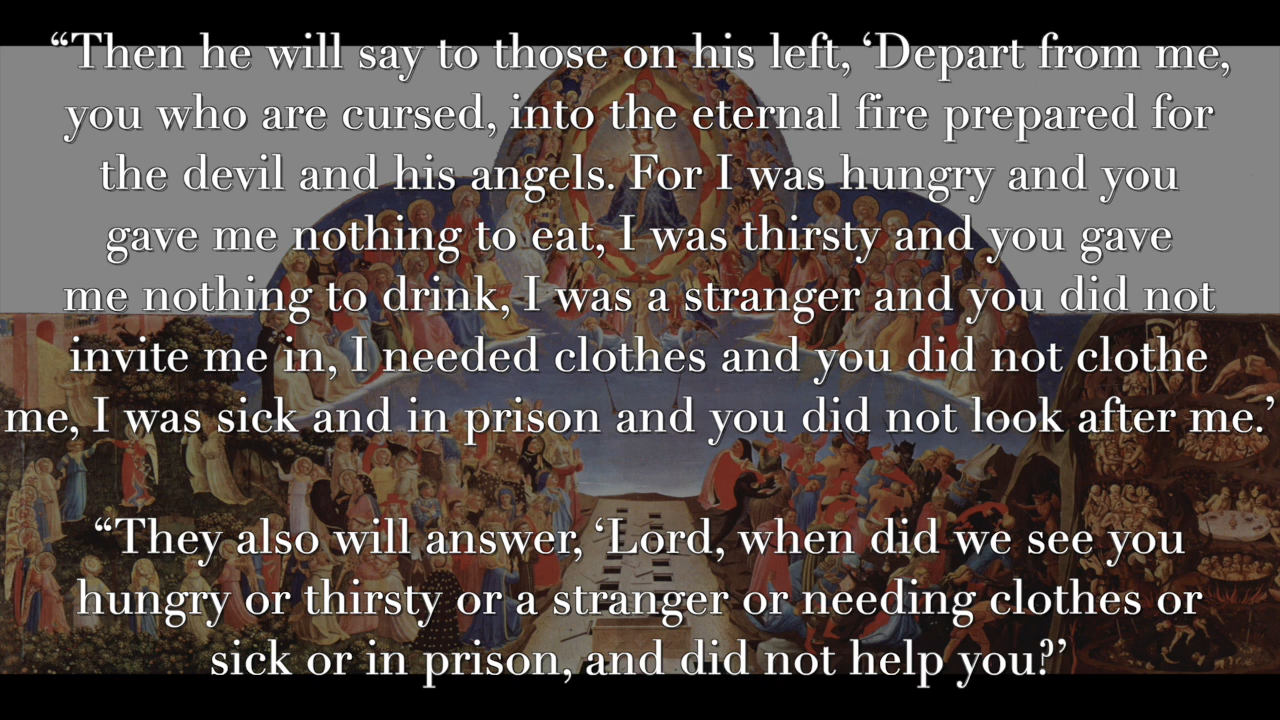 “Then he will say to those on his left, ‘Depart from me,
you who are cursed, into the eternal fire prepared for
the devil and his angels. For I was hungry and you
gave me nothing to eat, I was thirsty and you gave
me nothing to drink, I was a stranger and you did not
invite me in, I needed clothes and you did not clothe
me, I was sick and in prison and you did not look after me.’
“They also will answer, ‘Lord, when did we see you
hungry or thirsty or a stranger or needing clothes or
sick or in prison, and did not help you?’